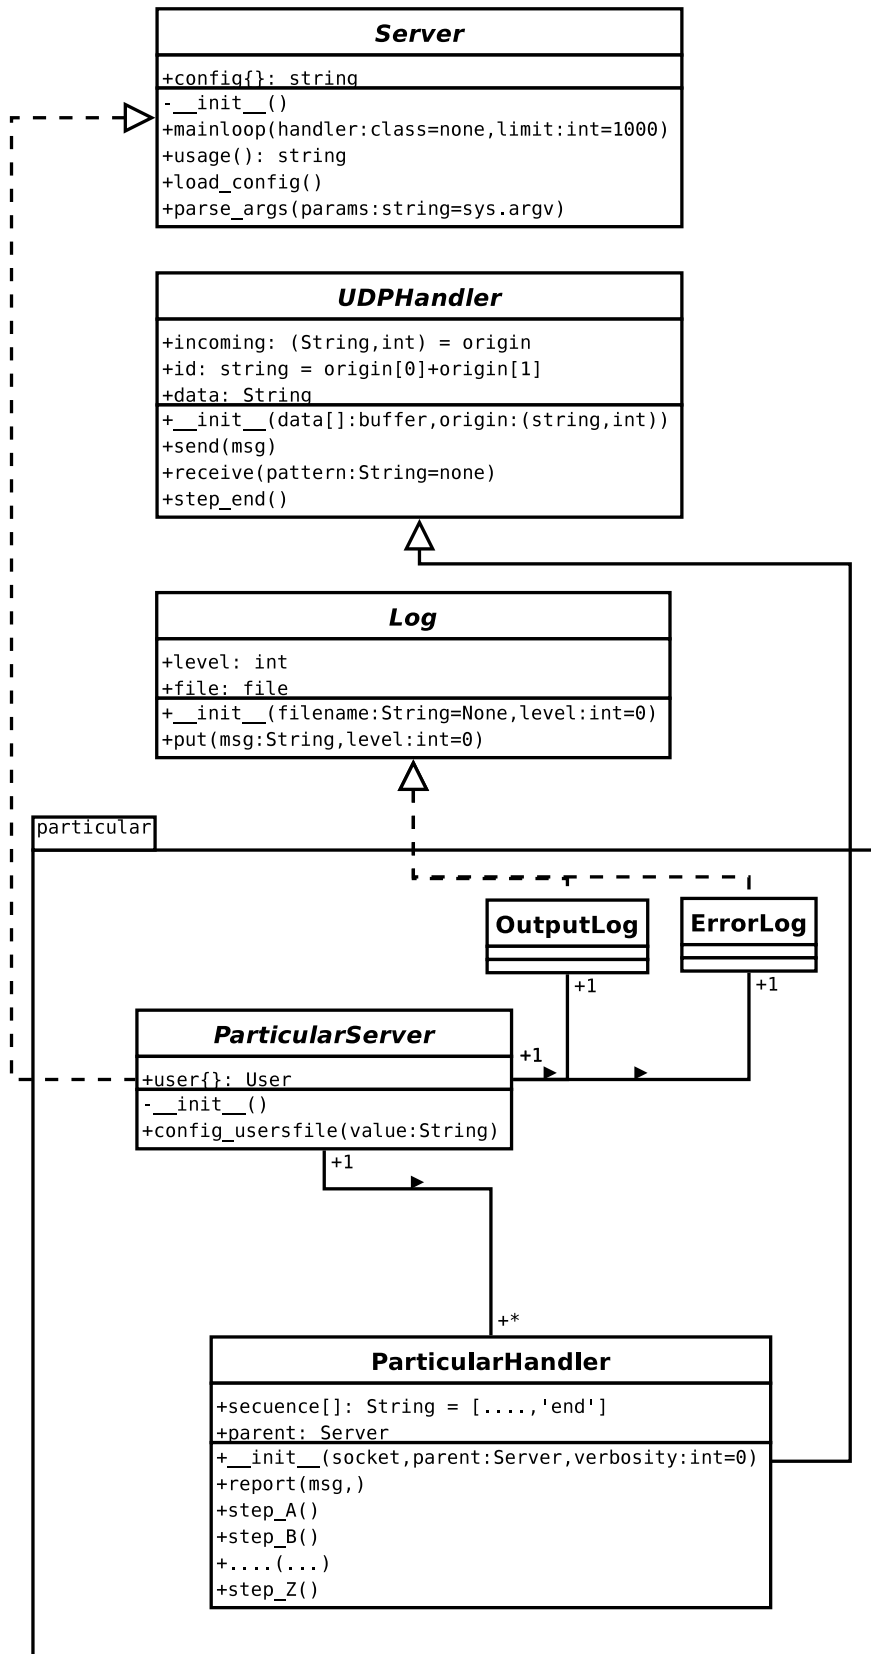 Server
+config{}: string
-__init__()
+mainloop(handler:class=none,limit:int=1000)
+usage(): string
+load_config()
+parse_args(params:string=sys.argv)
UDPHandler
+incoming: (String,int) = origin
+id: string = origin[0]+origin[1]
+data: String
+__init__(data[]:buffer,origin:(string,int))
+send(msg)
+receive(pattern:String=none)
+step_end()
Log
+level: int
+file: file
+__init__(filename:String=None,level:int=0)
+put(msg:String,level:int=0)
particular
OutputLog
ErrorLog
+1
+1
ParticularServer
+1
+user{}: User
-__init__()
+config_usersfile(value:String)
+1
+*
ParticularHandler
+secuence[]: String = [....,'end']
+parent: Server
+__init__(socket,parent:Server,verbosity:int=0)
+report(msg,)
+step_A()
+step_B()
+....(...)
+step_Z()